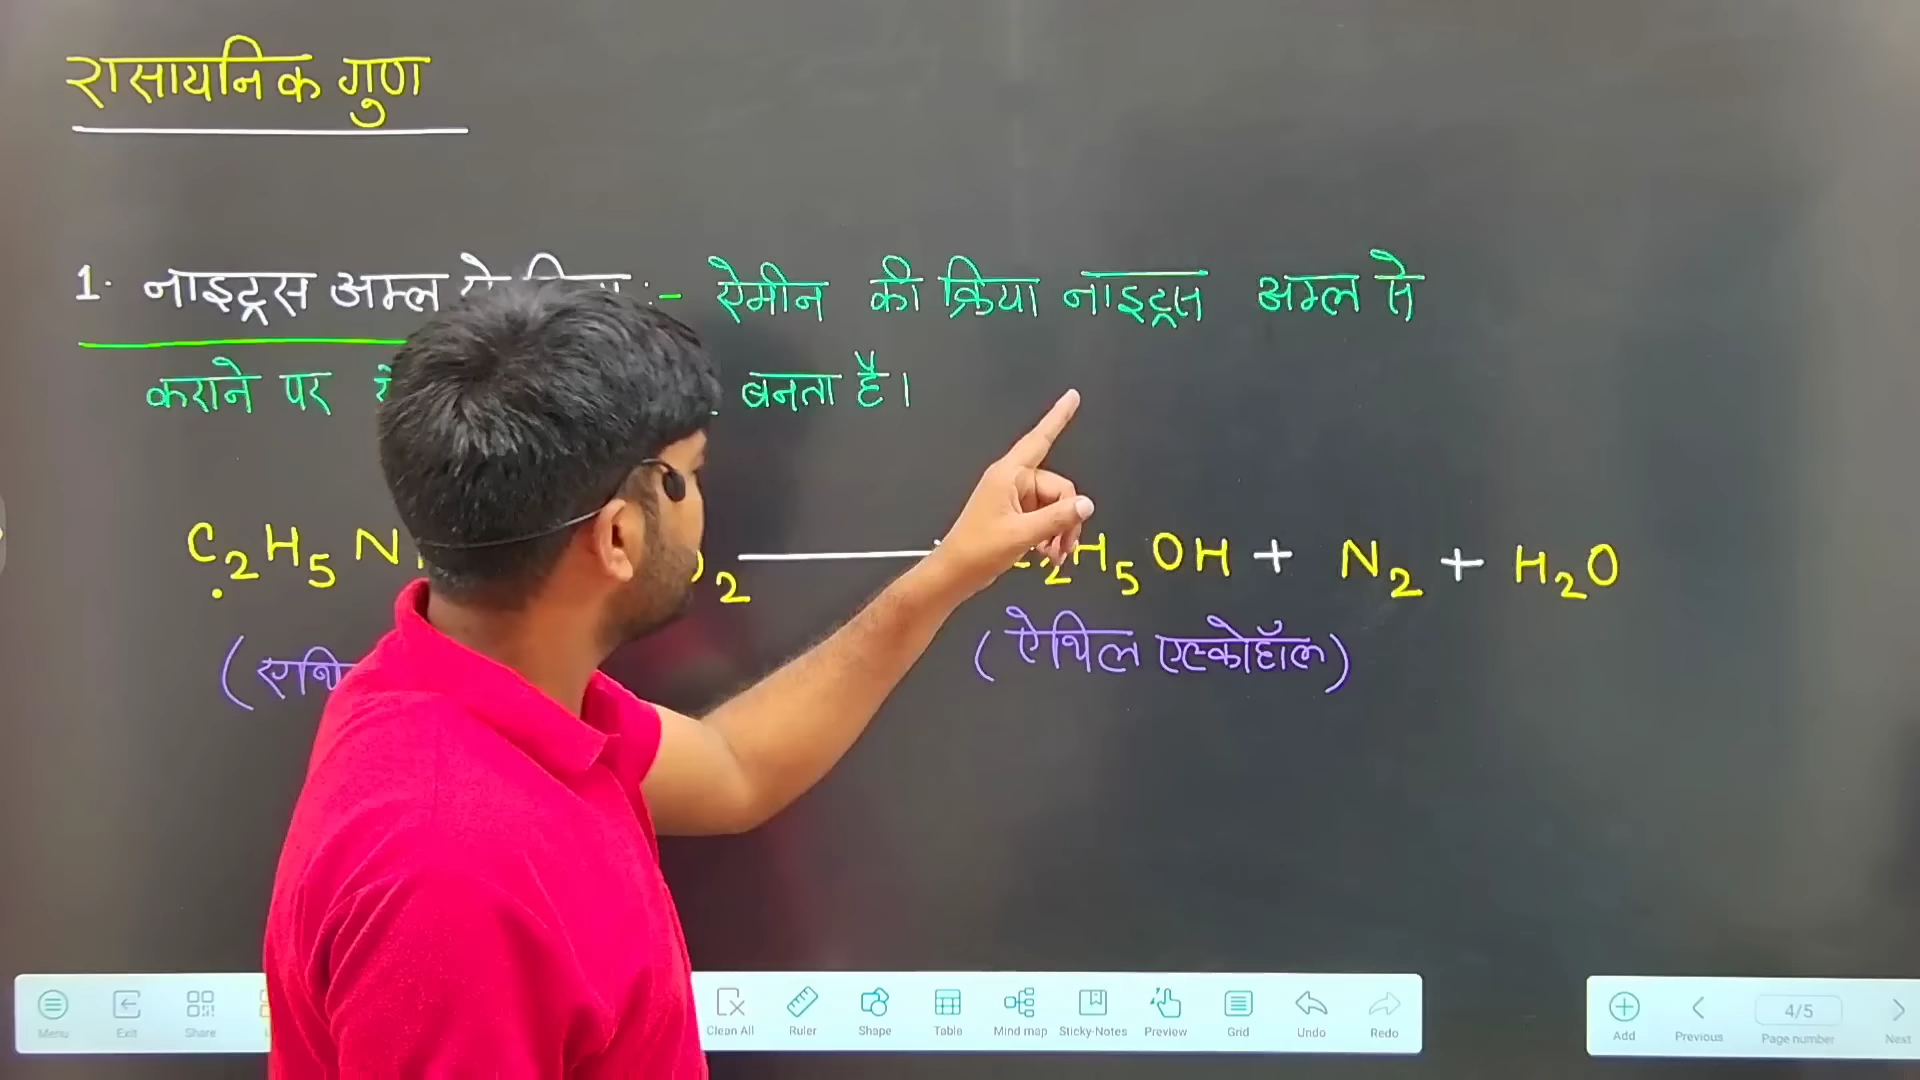 रासायनिक गुण
1. नाइट्रस अम्ल :- ऐमीन की क्रिया नाइट्रस अम्ल से
कराने पर बनता है।
C2H5N 2 ⟶ 2H5OH + N2 + H2O
(एथि (ऐथिल एल्कोहॉल)
Menu Exit Share Clean All Ruler Shape Table Mind map Sticky-Notes Preview Grid Undo Redo Add Previous 4/5 Page number Next